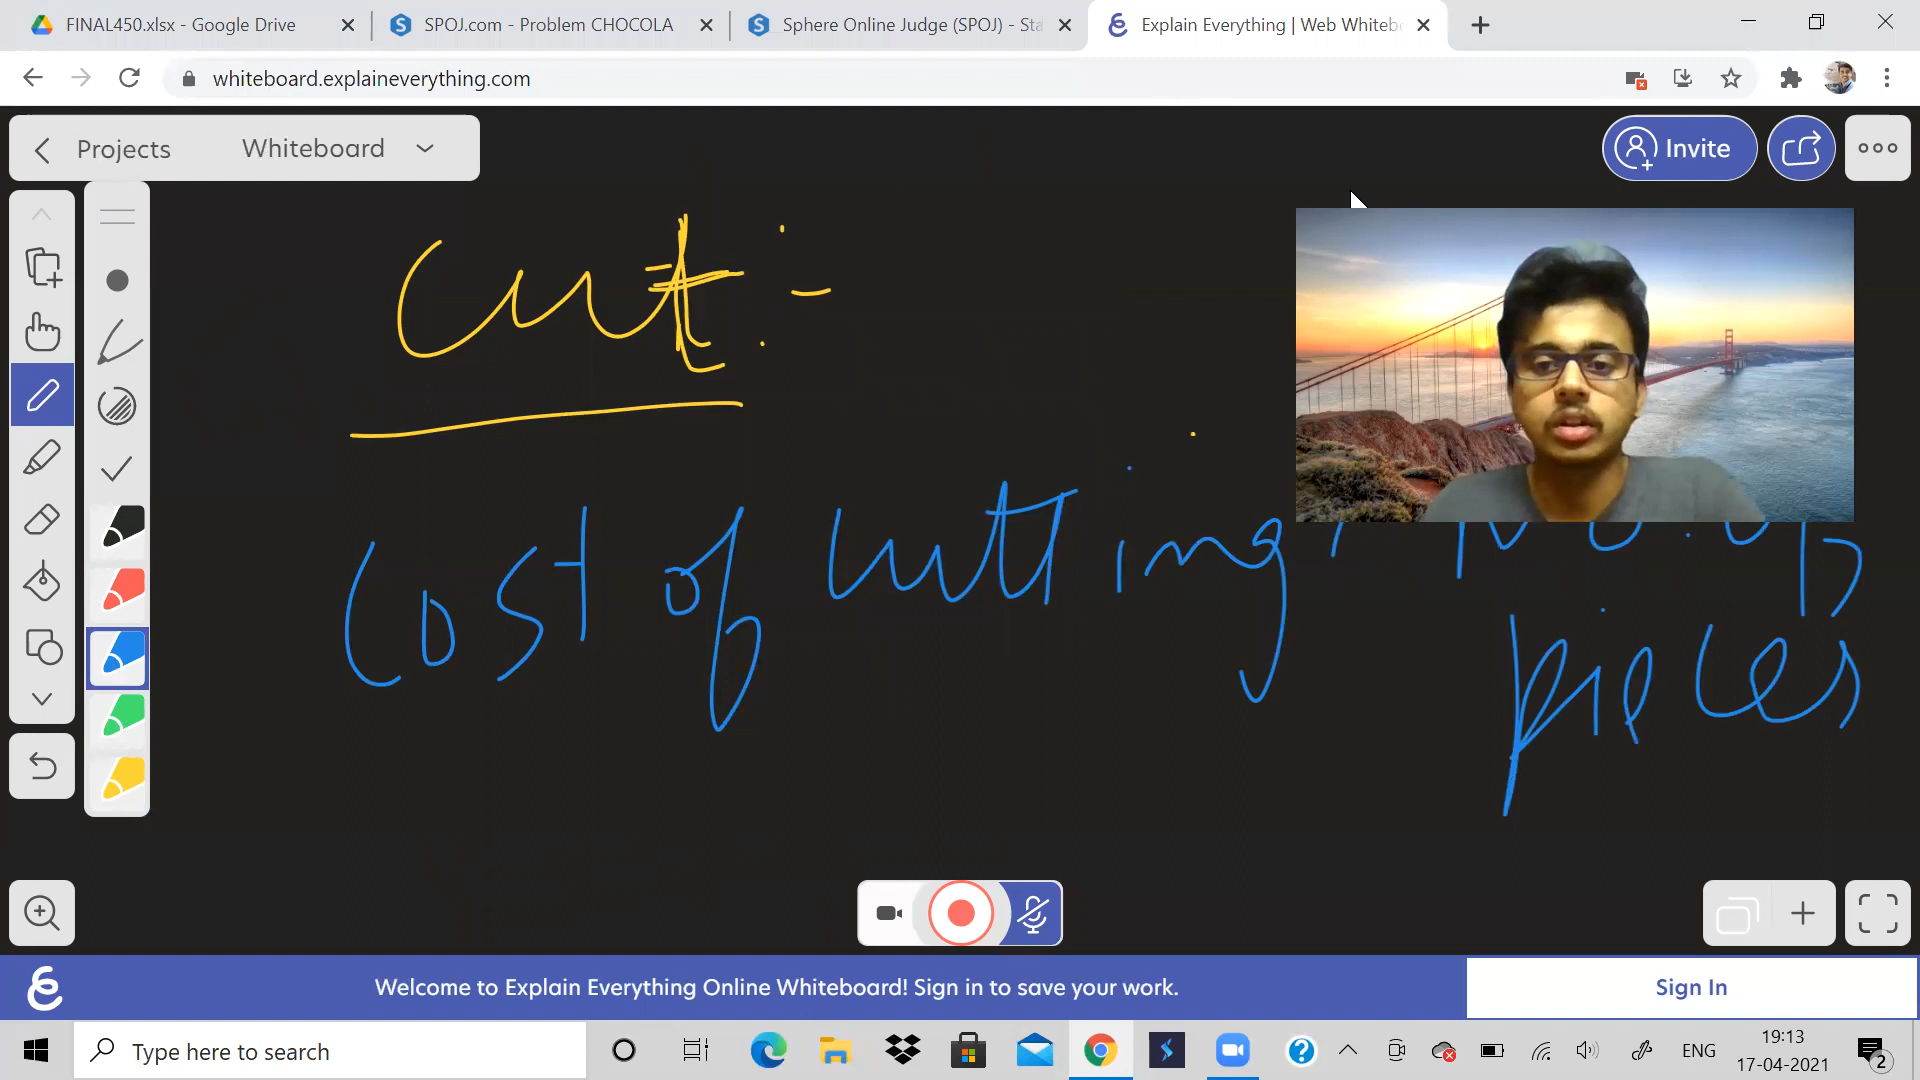 FINAL450.xlsx - Google Drive
SPOJ.com - Problem CHOCOLA
Sphere Online Judge (SPOJ) - Sta
Explain Everything | Web Whitebo
whiteboard.explaineverything.com
Projects
Whiteboard
Invite
Cut :-
Cost of cutting
pieces
Welcome to Explain Everything Online Whiteboard! Sign in to save your work.
Sign In
Type here to search
ENG
19:13
17-04-2021
2